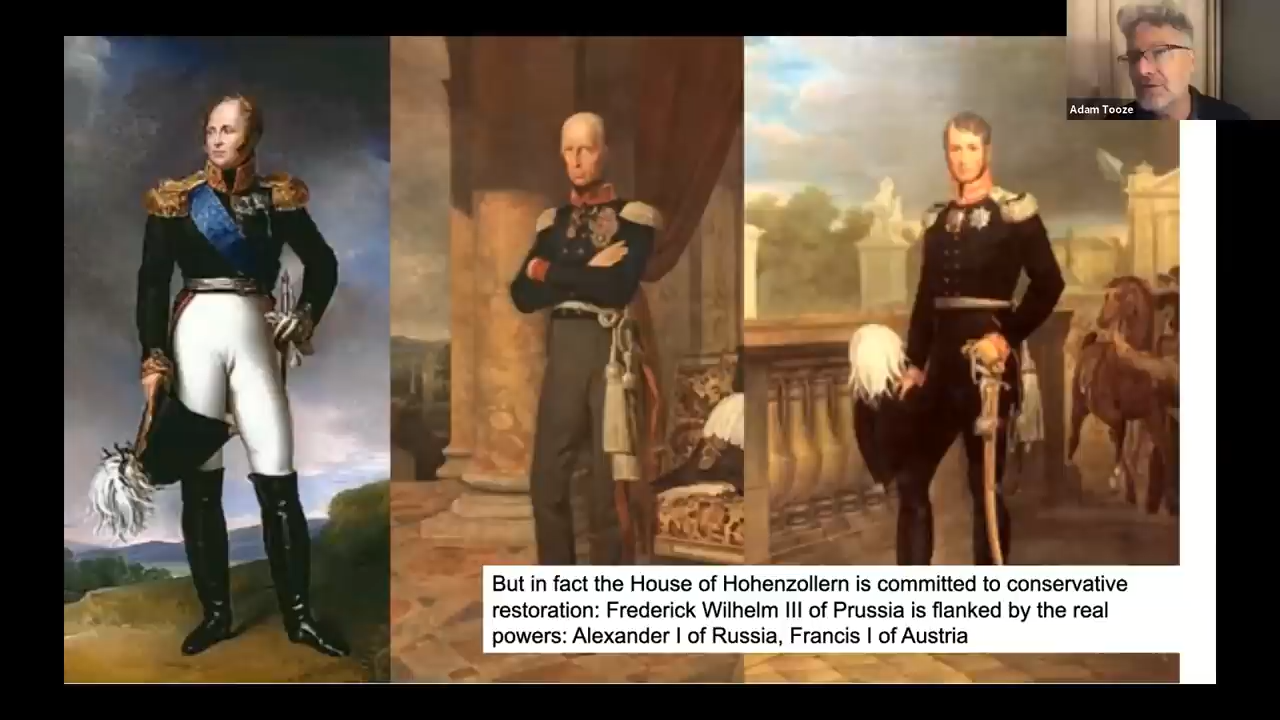 Adam Tooze
But in fact the House of Hohenzollern is committed to conservative
restoration: Frederick Wilhelm III of Prussia is flanked by the real
powers: Alexander I of Russia, Francis I of Austria